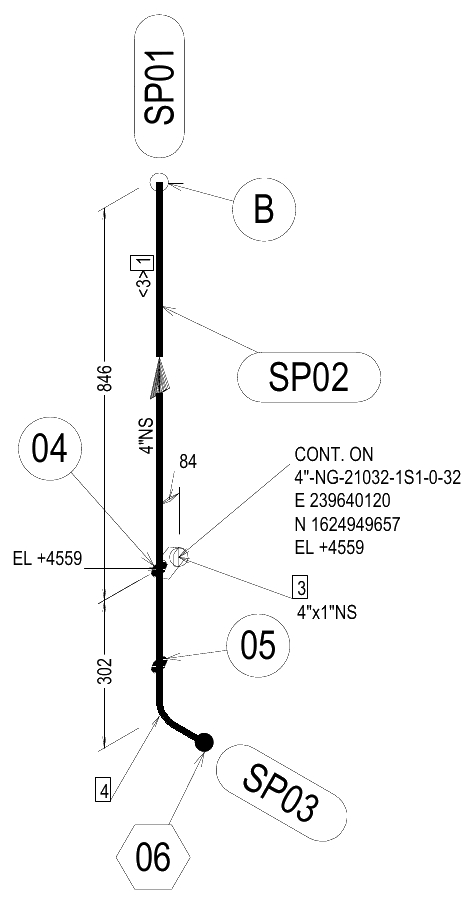 SP01
B
<3> 1
SP02
846
4"NS
04
84
CONT. ON
4"-NG-21032-1S1-0-32
E 239640120
N 1624949657
EL +4559
EL +4559
3
4"x1"NS
05
302
4
SP03
06